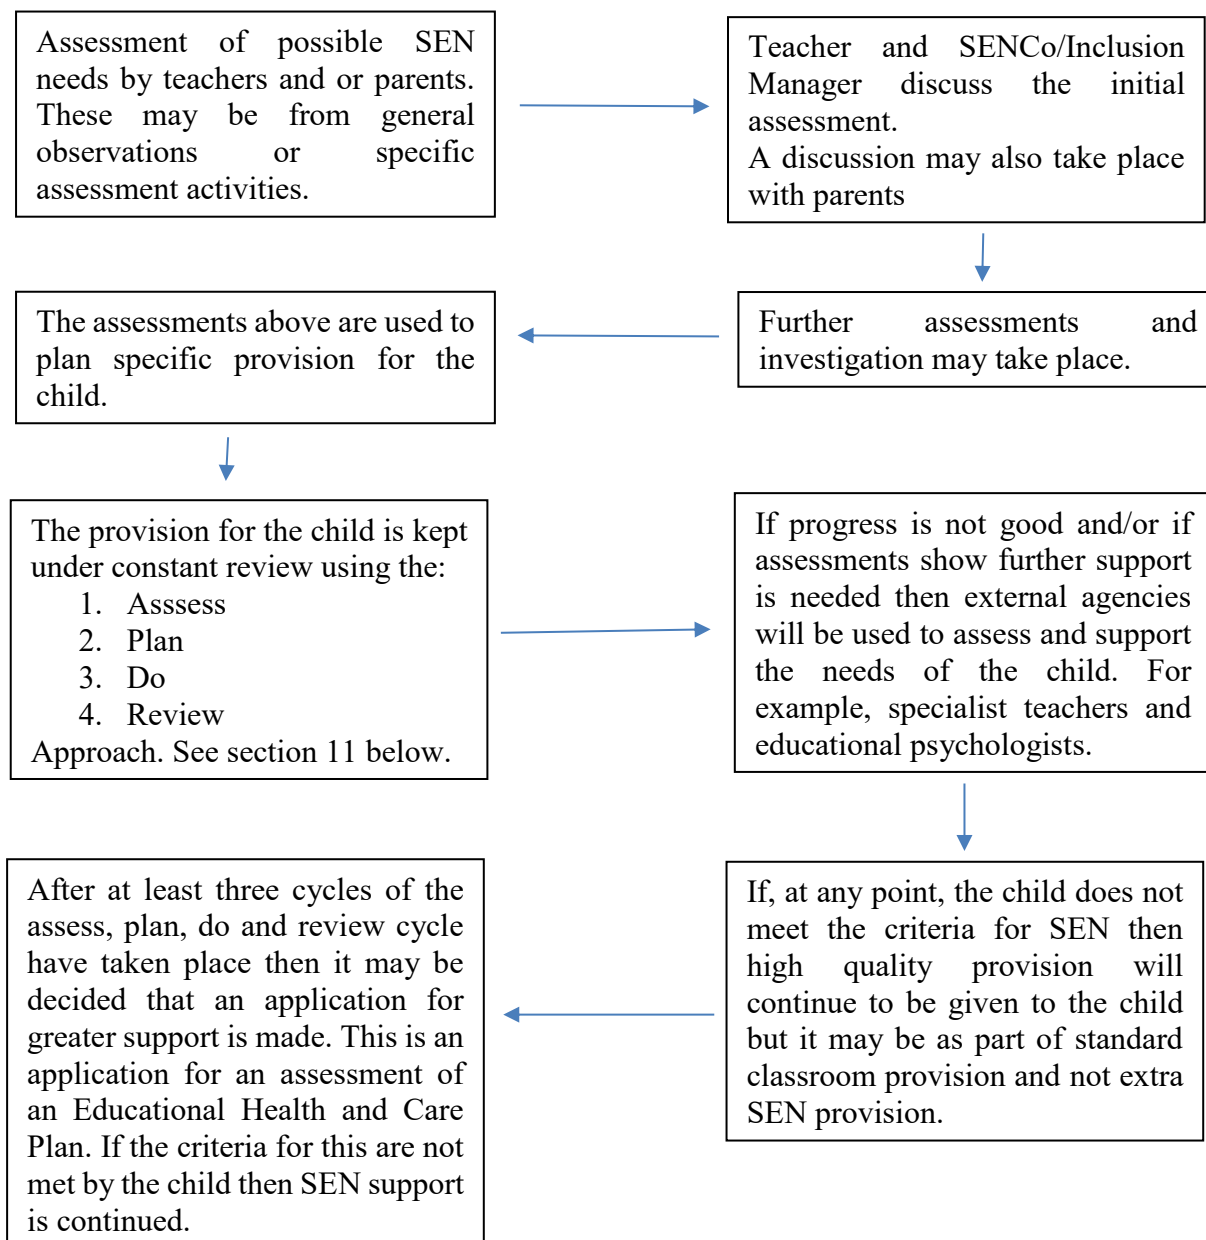 Assessment of possible SEN
needs by teachers and or parents.
These may be from general
observations or specific
assessment activities.
Teacher and SENCo/Inclusion
Manager discuss the initial
assessment.
A discussion may also take place
with parents
Further assessments and
investigation may take place.
The assessments above are used to
plan specific provision for the
child.
The provision for the child is kept
under constant review using the:
1. Asssess
2. Plan
3. Do
4. Review
Approach. See section 11 below.
If progress is not good and/or if
assessments show further support
is needed then external agencies
will be used to assess and support
the needs of the child. For
example, specialist teachers and
educational psychologists.
If, at any point, the child does not
meet the criteria for SEN then
high quality provision will
continue to be given to the child
but it may be as part of standard
classroom provision and not extra
SEN provision.
After at least three cycles of the
assess, plan, do and review cycle
have taken place then it may be
decided that an application for
greater support is made. This is an
application for an assessment of
an Educational Health and Care
Plan. If the criteria for this are not
met by the child then SEN support
is continued.